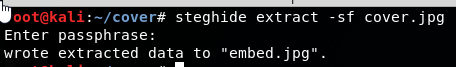 oot@kali:~/cover# steghide extract -sf cover.jpg
Enter passphrase:
wrote extracted data to "embed.jpg".